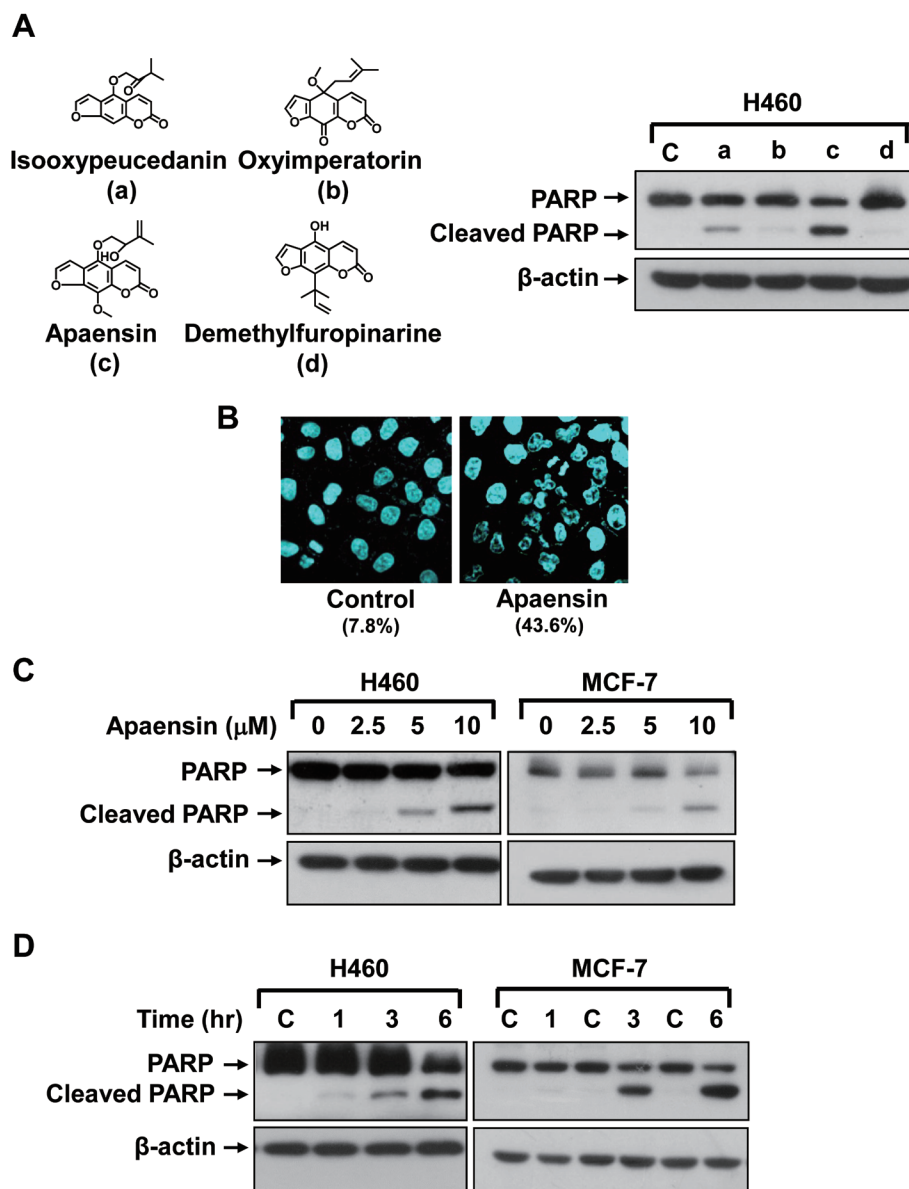 A
Isooxypeucedanin Oxyimperatorin
(a) (b)
OH
HO
Apaensin Demethylfuropinarine
(c) (d)
H460
C a b c d
PARP
Cleaved PARP
β-actin
B
Control Apaensin
(7.8%) (43.6%)
C
H460 MCF-7
Apaensin (μM) 0 2.5 5 10 0 2.5 5 10
PARP
Cleaved PARP
β-actin
D
H460 MCF-7
Time (hr) C 1 3 6 C 1 C 3 C 6
PARP
Cleaved PARP
β-actin